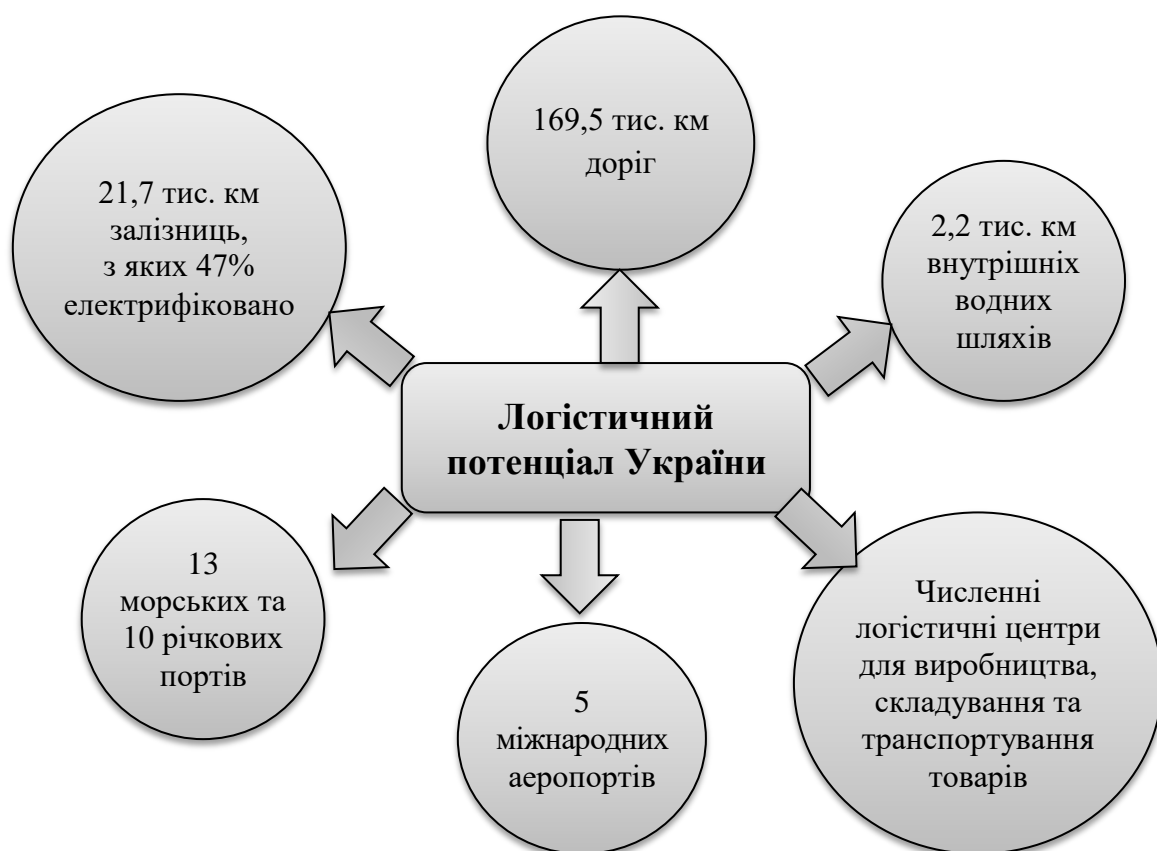 169,5 тис. км
доріг
21,7 тис. км
залізниць,
з яких 47%
електрифіковано
2,2 тис. км
внутрішніх
водних
шляхів
Логістичний
потенціал України
13
морських та
10 річкових
портів
5
міжнародних
аеропортів
Численні
логістичні центри
для виробництва,
складування та
транспортування
товарів